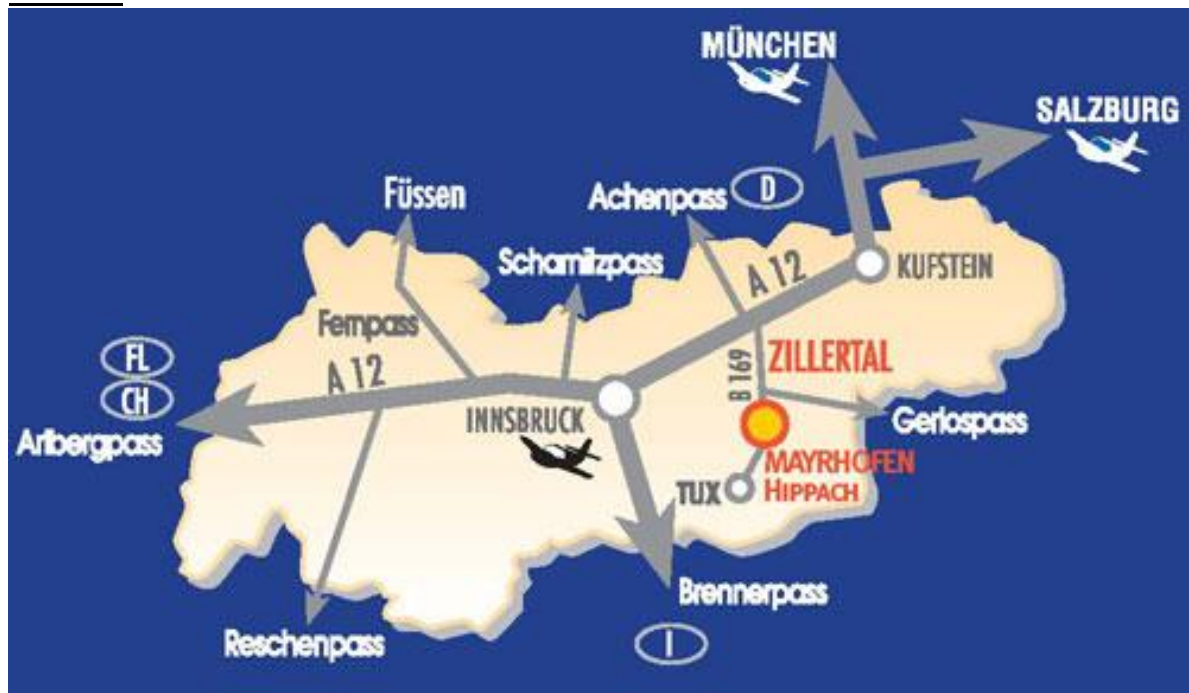 MÜNCHEN
SALZBURG
Füssen
Achenpass
D
Scharnitzpass
A 12
KUFSTEIN
Fernpass
FL
CH
A 12
B 169
ZILLERTAL
Arlbergpass
INNSBRUCK
Gerlospass
MAYRHOFEN
HIPPACH
TUX
Brennerpass
Reschenpass
I